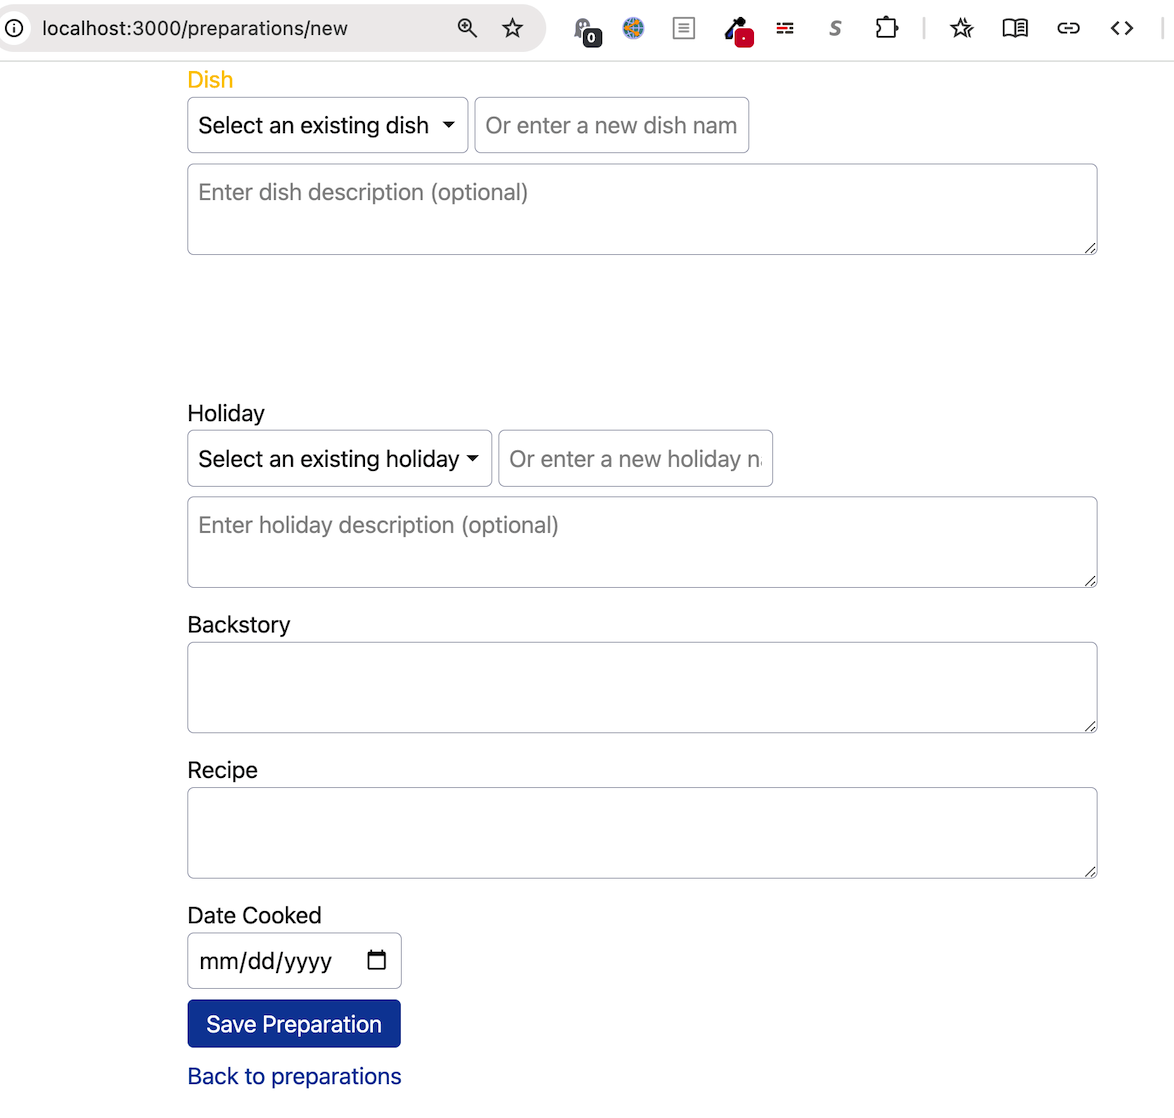 localhost:3000/preparations/new
0
S
Dish
Select an existing dish Or enter a new dish nam
Enter dish description (optional)
Holiday
Select an existing holiday Or enter a new holiday n
Enter holiday description (optional)
Backstory
Recipe
Date Cooked
mm/dd/yyyy
Save Preparation
Back to preparations